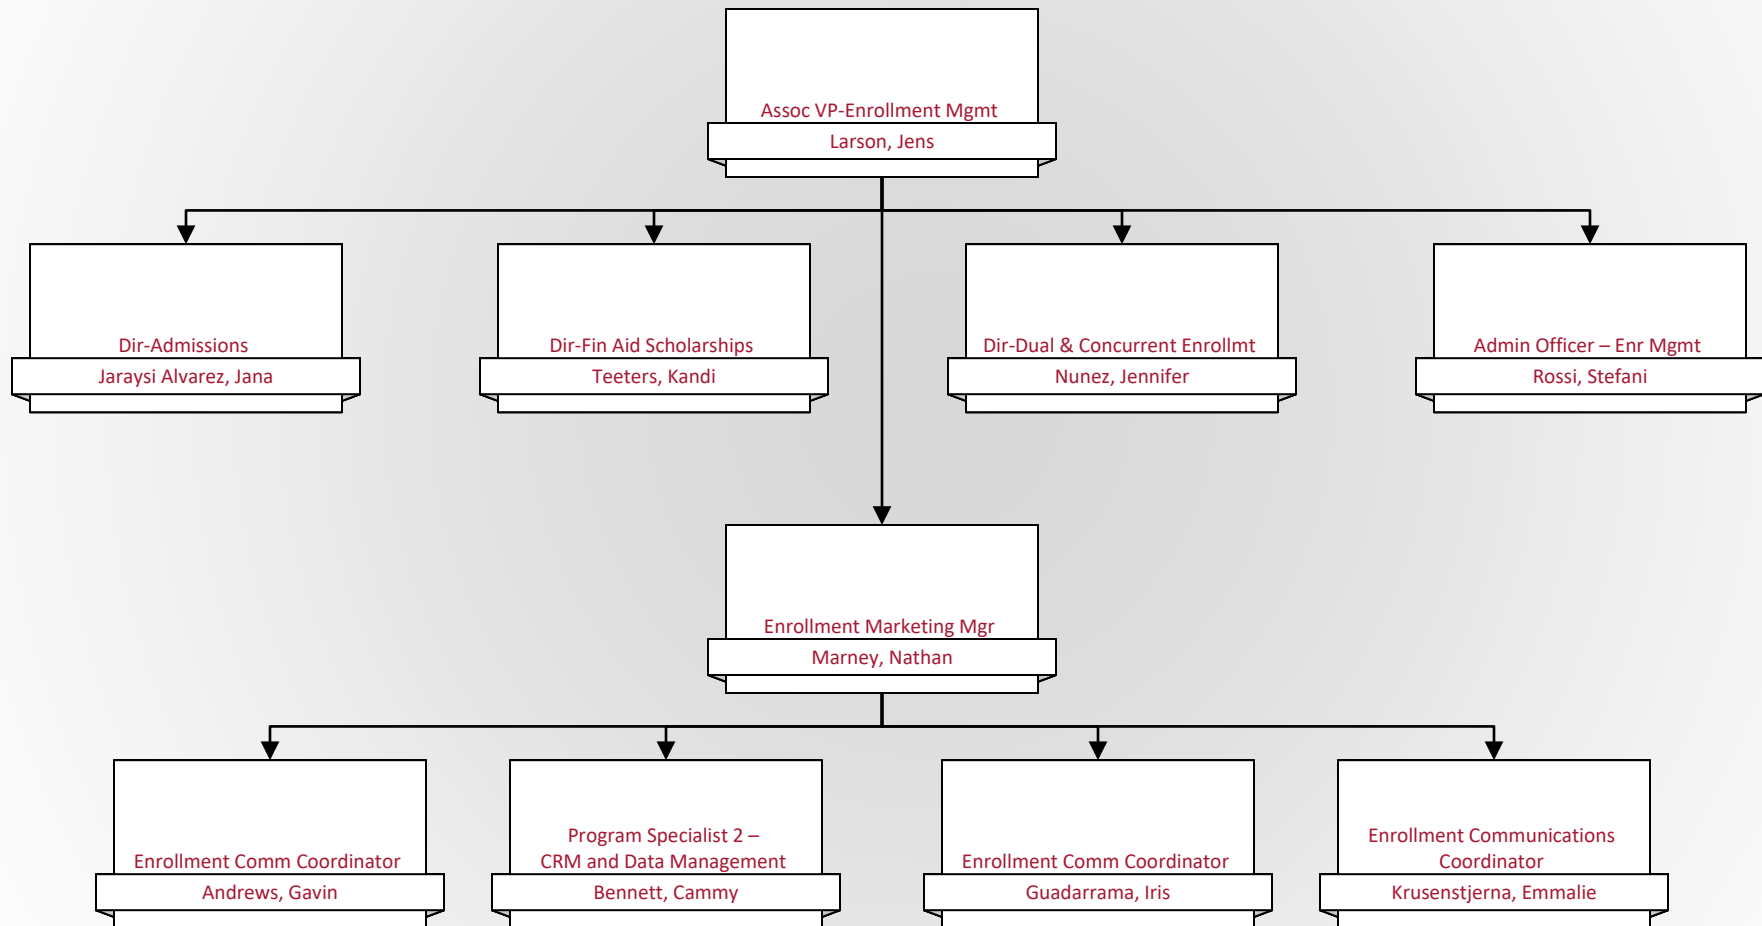 Assoc VP-Enrollment Mgmt
Larson, Jens
Dir-Admissions
Jaraysi Alvarez, Jana
Dir-Fin Aid Scholarships
Teeters, Kandi
Dir-Dual & Concurrent Enrollmt
Nunez, Jennifer
Admin Officer – Enr Mgmt
Rossi, Stefani
Enrollment Marketing Mgr
Marney, Nathan
Enrollment Comm Coordinator
Andrews, Gavin
Program Specialist 2 –
CRM and Data Management
Bennett, Cammy
Enrollment Comm Coordinator
Guadarrama, Iris
Enrollment Communications
Coordinator
Krusenstjerna, Emmalie